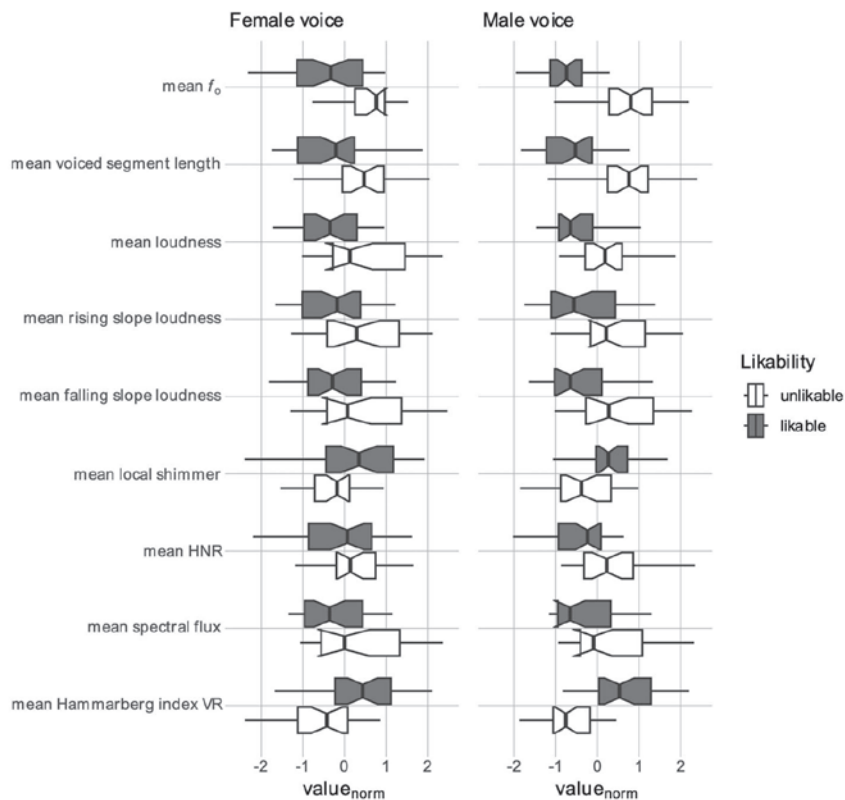 Female voice
Male voice
mean fo
mean voiced segment length
mean loudness
mean rising slope loudness
mean falling slope loudness
mean local shimmer
mean HNR
mean spectral flux
mean Hammarberg index VR
-2 -1 0 1 2
valuenorm
-2 -1 0 1 2
valuenorm
Likability
unlikable
likable